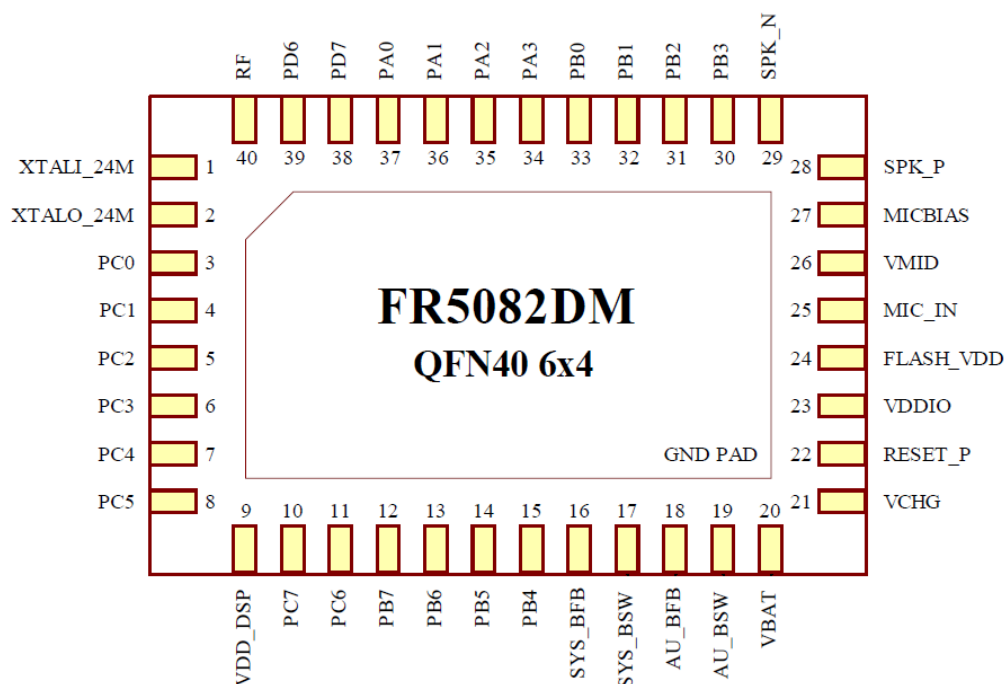 RF PD6 PD7 PA0 PA1 PA2 PA3 PB0 PB1 PB2 PB3 SPK_N
40 39 38 37 36 35 34 33 32 31 30 29
XTALI_24M 1 28 SPK_P
XTALO_24M 2 27 MICBIAS
PC0 3 26 VMID
PC1 4 25 MIC_IN
PC2 5 24 FLASH_VDD
PC3 6 23 VDDIO
PC4 7 22 RESET_P
PC5 8 21 VCHG
FR5082DM
QFN40 6x4
GND PAD
9 10 11 12 13 14 15 16 17 18 19 20
VDD_DSP PC7 PC6 PB7 PB6 PB5 PB4 SYS_BFB SYS_BSW AU_BFB AU_BSW VBAT